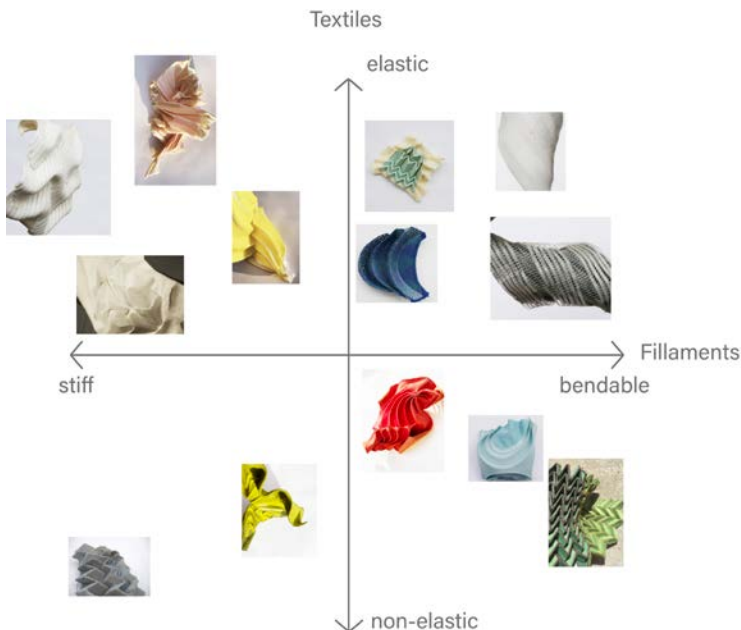 Textiles
elastic
Fillaments
stiff
bendable
non-elastic